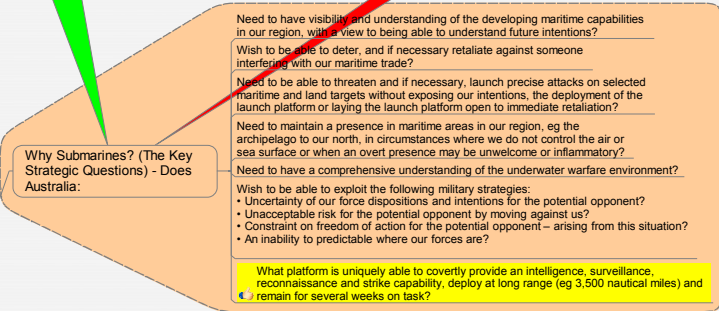 Need to have visibility and understanding of the developing maritime capabilities
in our region, with a view to being able to understand future intentions?
Wish to be able to deter, and if necessary retaliate against someone
interfering with our maritime trade?
Need to be able to threaten and if necessary, launch precise attacks on selected
maritime and land targets without exposing our intentions, the deployment of the
launch platform or laying the launch platform open to immediate retaliation?
Need to maintain a presence in maritime areas in our region, eg the
archipelago to our north, in circumstances where we do not control the air or
sea surface or when an overt presence may be unwelcome or inflammatory?
Why Submarines? (The Key
Strategic Questions) - Does
Australia:
Need to have a comprehensive understanding of the underwater warfare environment?
Wish to be able to exploit the following military strategies:
• Uncertainty of our force dispositions and intentions for the potential opponent?
• Unacceptable risk for the potential opponent by moving against us?
• Constraint on freedom of action for the potential opponent – arising from this situation?
• An inability to predictable where our forces are?
What platform is uniquely able to covertly provide an intelligence, surveillance,
reconnaissance and strike capability, deploy at long range (eg 3,500 nautical miles) and
remain for several weeks on task?